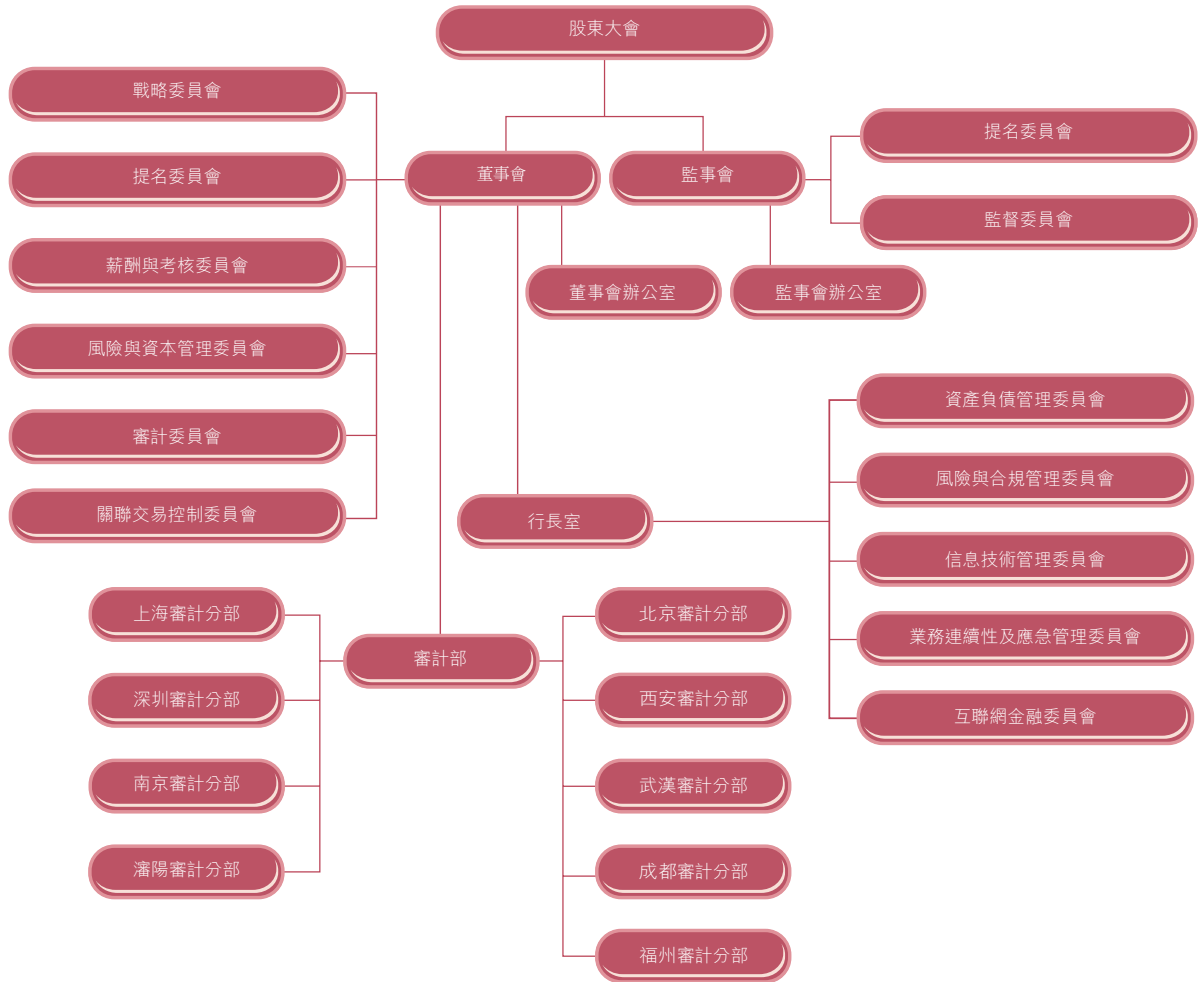 股東大會
戰略委員會
提名委員會
薪酬與考核委員會
風險與資本管理委員會
審計委員會
關聯交易控制委員會
董事會
監事會
提名委員會
監督委員會
董事會辦公室
監事會辦公室
行長室
資產負債管理委員會
風險與合規管理委員會
信息技術管理委員會
業務連續性及應急管理委員會
互聯網金融委員會
審計部
上海審計分部
深圳審計分部
南京審計分部
瀋陽審計分部
北京審計分部
西安審計分部
武漢審計分部
成都審計分部
福州審計分部